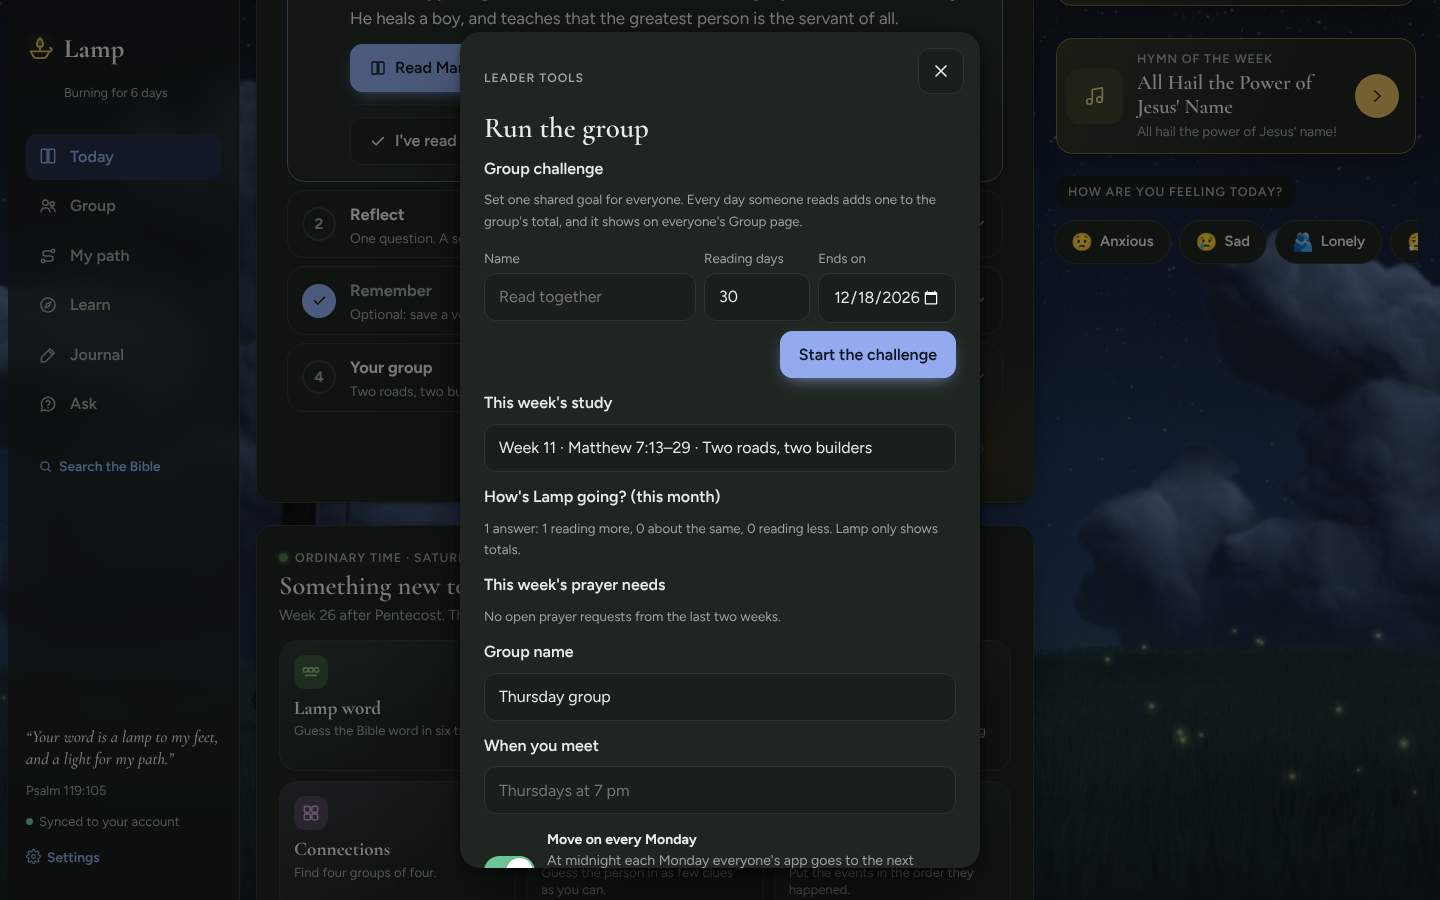 Lamp
Burning for 6 days
Today
Group
My path
Learn
Journal
Ask
Search the Bible
“Your word is a lamp to my feet,
and a light for my path.”
Psalm 119:105
Synced to your account
Settings
He heals a boy, and teaches that the greatest person is the servant of all.
Read Mar
I've read
2
Reflect
One question. A s
Remember
Optional: save a v
4
Your group
Two roads, two bu
ORDINARY TIME · SATUR
Something new to
Week 26 after Pentecost. Th
Lamp word
Guess the Bible word in six t
Connections
Find four groups of four.
LEADER TOOLS
Run the group
Group challenge
Set one shared goal for everyone. Every day someone reads adds one to the
group's total, and it shows on everyone's Group page.
Name
Reading days
Ends on
Read together
30
12/18/2026
Start the challenge
This week's study
Week 11 · Matthew 7:13–29 · Two roads, two builders
How's Lamp going? (this month)
1 answer: 1 reading more, 0 about the same, 0 reading less. Lamp only shows
totals.
This week's prayer needs
No open prayer requests from the last two weeks.
Group name
Thursday group
When you meet
Thursdays at 7 pm
Move on every Monday
At midnight each Monday everyone's app goes to the next
Guess the person in as few clues
as you can.
Put the events in the order they
happened.
HYMN OF THE WEEK
All Hail the Power of
Jesus' Name
All hail the power of Jesus' name!
HOW ARE YOU FEELING TODAY?
Anxious
Sad
Lonely